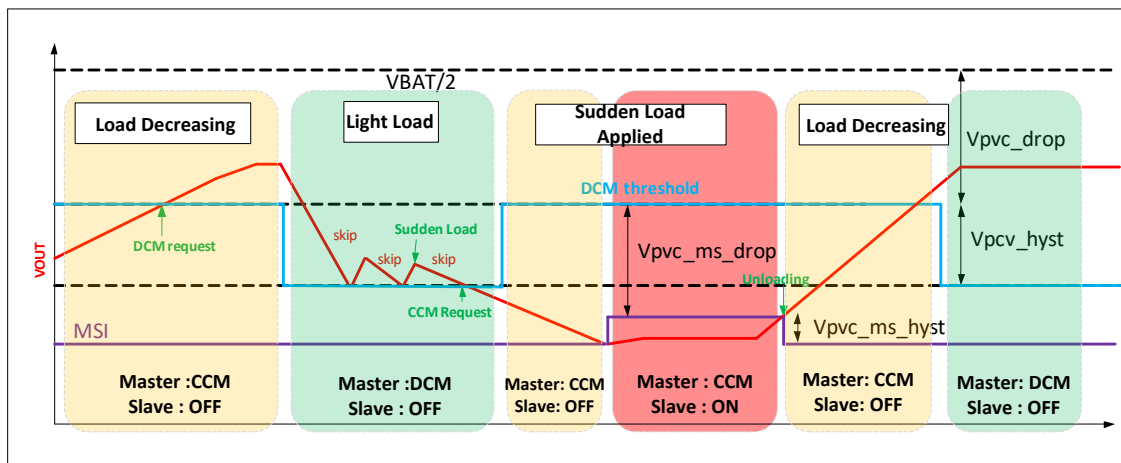 VBAT/2
Load Decreasing
Light Load
Sudden Load
Applied
Load Decreasing
Vpvc_drop
DCM threshold
DCM request
skip
skip
Sudden Load
skip
Vpvc_ms_drop
Vpcv_hyst
VOUT
Unloading
CCM Request
MSI
Vpvc_ms_hyst
Master :CCM
Slave : OFF
Master :DCM
Slave : OFF
Master: CCM
Slave: OFF
Master : CCM
Slave : ON
Master: CCM
Slave: OFF
Master: DCM
Slave : OFF